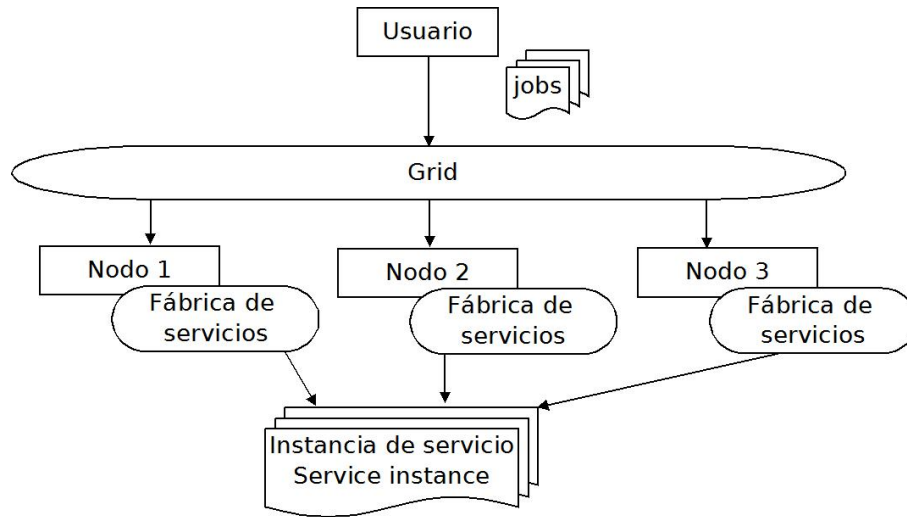 Usuario
jobs
Grid
Nodo 1
Nodo 2
Nodo 3
Fábrica de
servicios
Fábrica de
servicios
Fábrica de
servicios
Instancia de servicio
Service instance